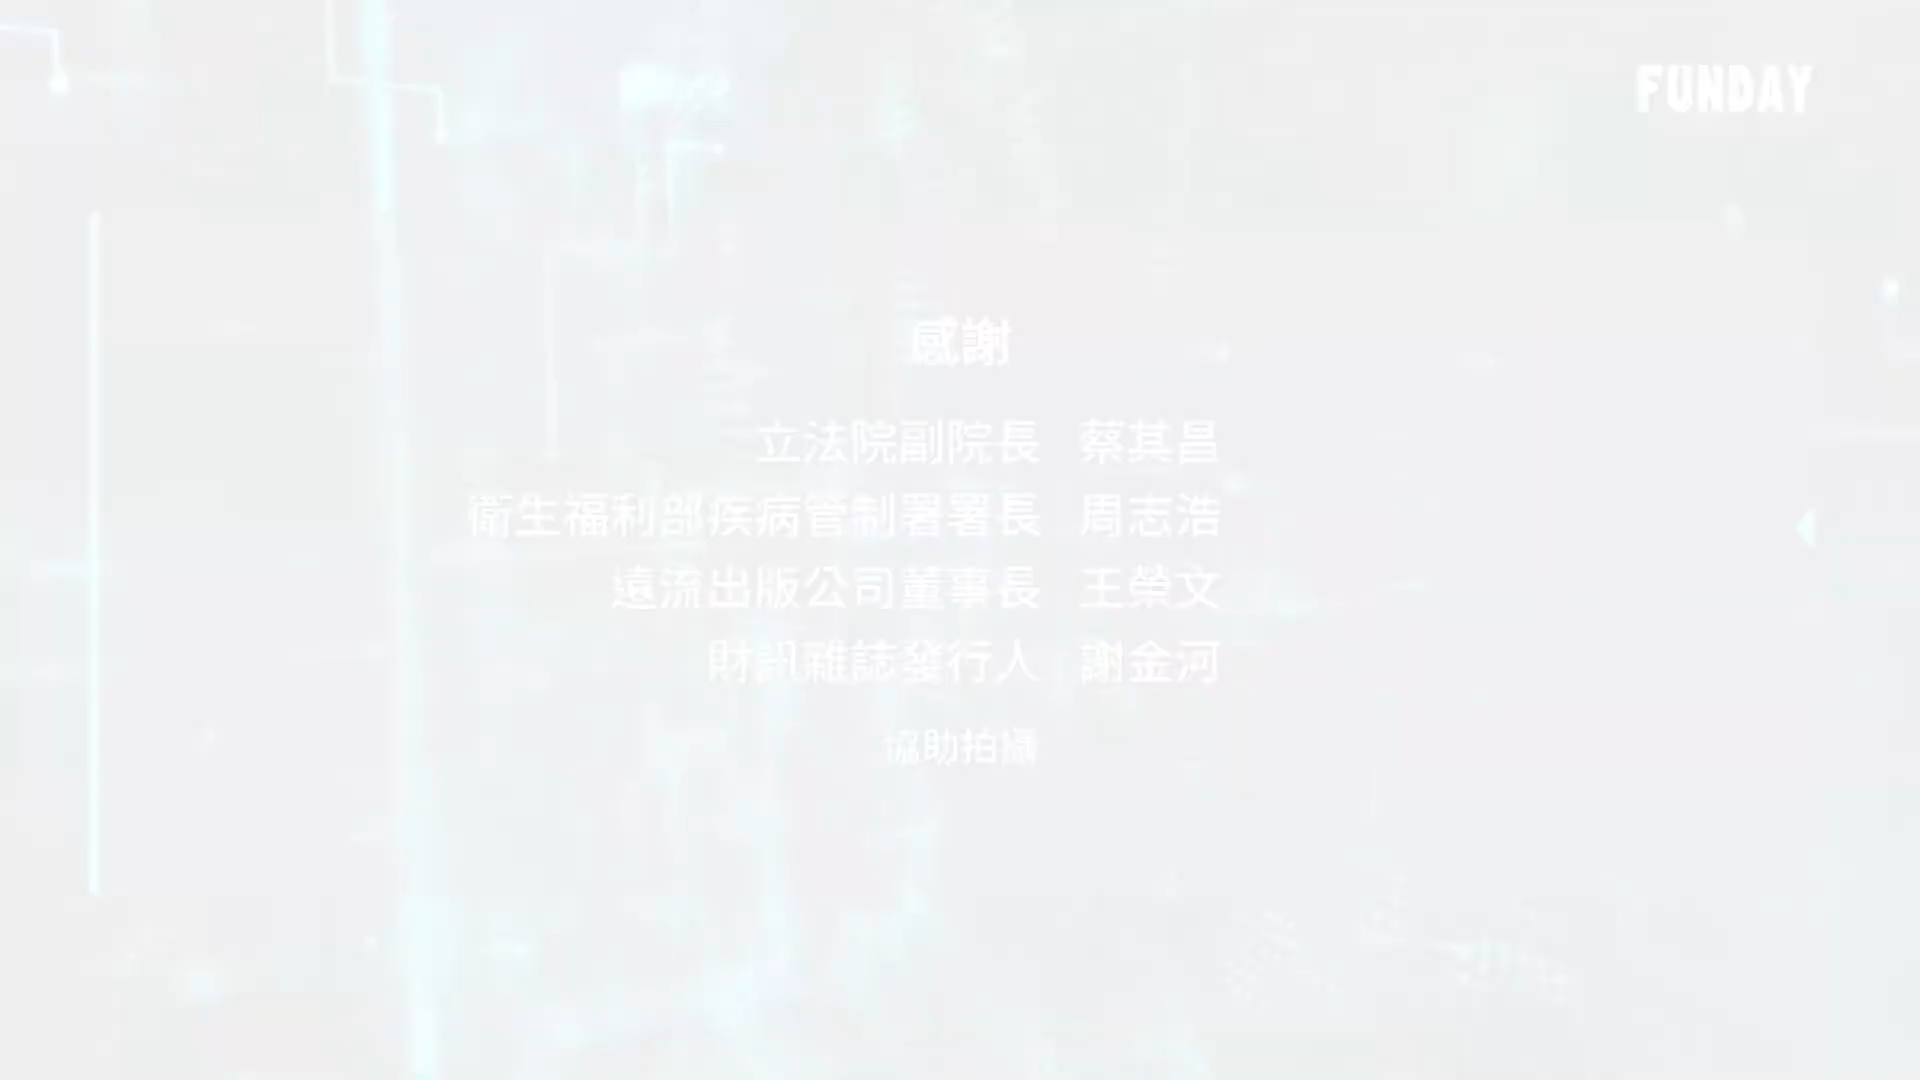 FUNDAY
感謝
立法院副院長 蔡其昌
衛生福利部疾病管制署署長 周志浩
遠流出版公司董事長 王榮文
財訊雜誌發行人 謝金河
協助拍攝